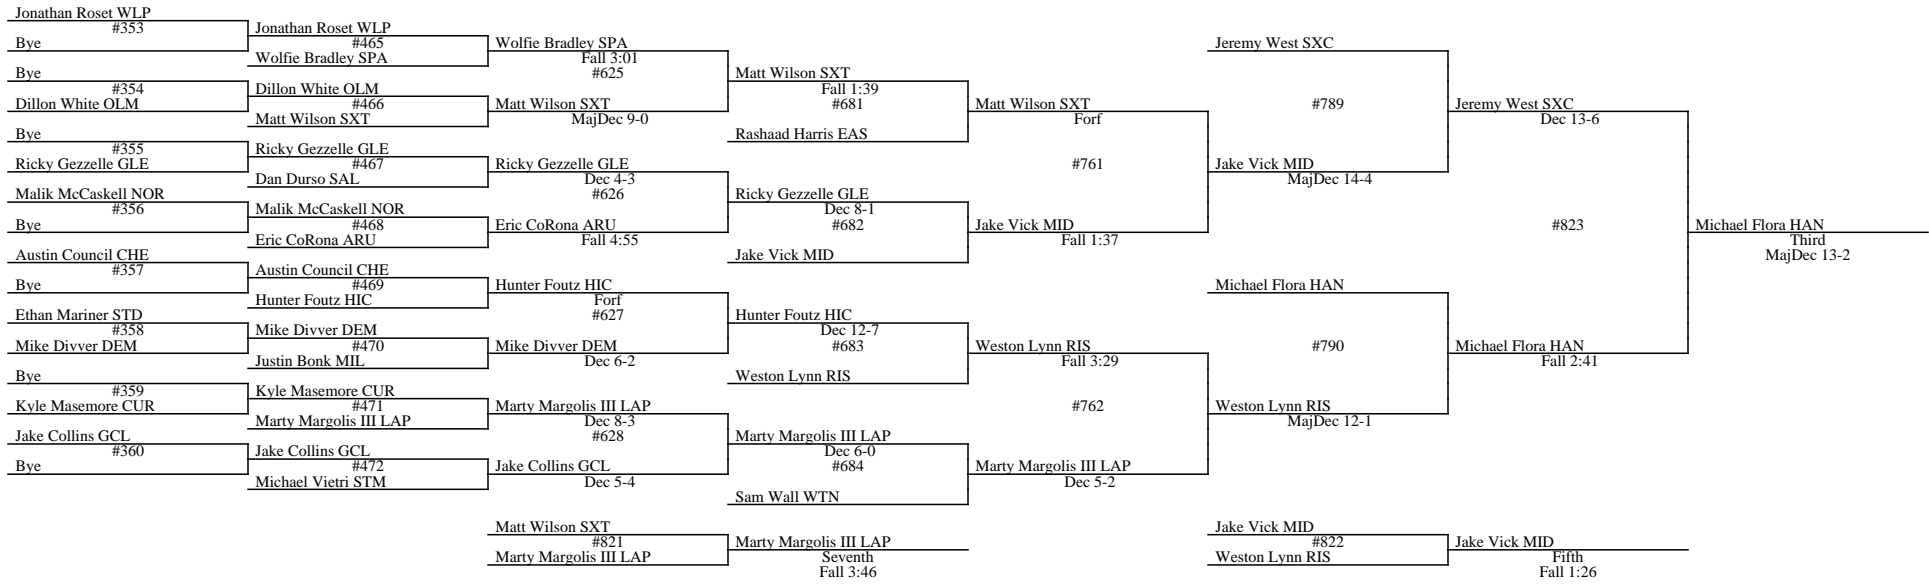 Jonathan Roset WLP
#353
Bye
Bye
#354
Dillon White OLM
Bye
#355
Ricky Gezzelle GLE
Malik McCaskell NOR
#356
Bye
Austin Council CHE
#357
Bye
Ethan Mariner STD
#358
Mike Divver DEM
Bye
#359
Kyle Masemore CUR
Jake Collins GCL
#360
Bye
Jonathan Roset WLP
#465
Wolfie Bradley SPA
Dillon White OLM
#466
Matt Wilson SXT
Ricky Gezzelle GLE
#467
Dan Durso SAL
Malik McCaskell NOR
#468
Eric CoRona ARU
Austin Council CHE
#469
Hunter Foutz HIC
Mike Divver DEM
#470
Justin Bonk MIL
Kyle Masemore CUR
#471
Marty Margolis III LAP
Jake Collins GCL
#472
Michael Vietri STM
Wolfie Bradley SPA
Fall 3:01
#625
Matt Wilson SXT
MajDec 9-0
Ricky Gezzelle GLE
Dec 4-3
#626
Eric CoRona ARU
Fall 4:55
Hunter Foutz HIC
Forf
#627
Mike Divver DEM
Dec 6-2
Marty Margolis III LAP
Dec 8-3
#628
Jake Collins GCL
Dec 5-4
Matt Wilson SXT
Fall 1:39
#681
Rashaad Harris EAS
Ricky Gezzelle GLE
Dec 8-1
#682
Jake Vick MID
Hunter Foutz HIC
Dec 12-7
#683
Weston Lynn RIS
Marty Margolis III LAP
Dec 6-0
#684
Sam Wall WTN
Matt Wilson SXT
Forf
#761
Jake Vick MID
Fall 1:37
Weston Lynn RIS
Fall 3:29
#762
Marty Margolis III LAP
Dec 5-2
Jeremy West SXC
#789
Jake Vick MID
MajDec 14-4
Michael Flora HAN
#790
Weston Lynn RIS
MajDec 12-1
Jeremy West SXC
Dec 13-6
#823
Michael Flora HAN
Fall 2:41
Michael Flora HAN
Third
MajDec 13-2
Matt Wilson SXT
#821
Marty Margolis III LAP
Marty Margolis III LAP
Seventh
Fall 3:46
Jake Vick MID
#822
Weston Lynn RIS
Jake Vick MID
Fifth
Fall 1:26